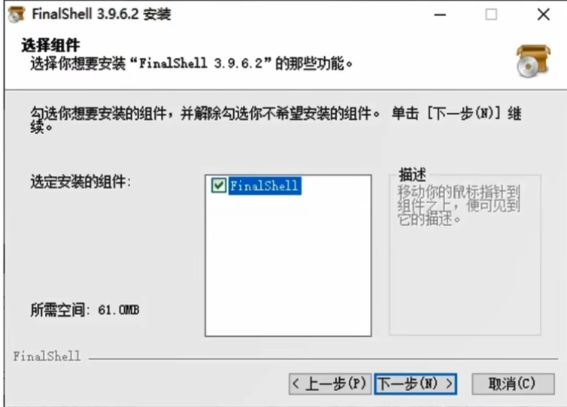 FinalShell 3.9.6.2 安装
选择组件
选择你想要安装“FinalShell 3.9.6.2”的那些功能。
勾选你想要安装的组件，并解除勾选你不希望安装的组件。 单击 [下一步(N)] 继
续。
选定安装的组件:
FinalShell
描述
移动你的鼠标指针到
组件之上，便可见到
它的描述。
所需空间: 61.0MB
FinalShell
< 上一步(P)
下一步(N) >
取消(C)